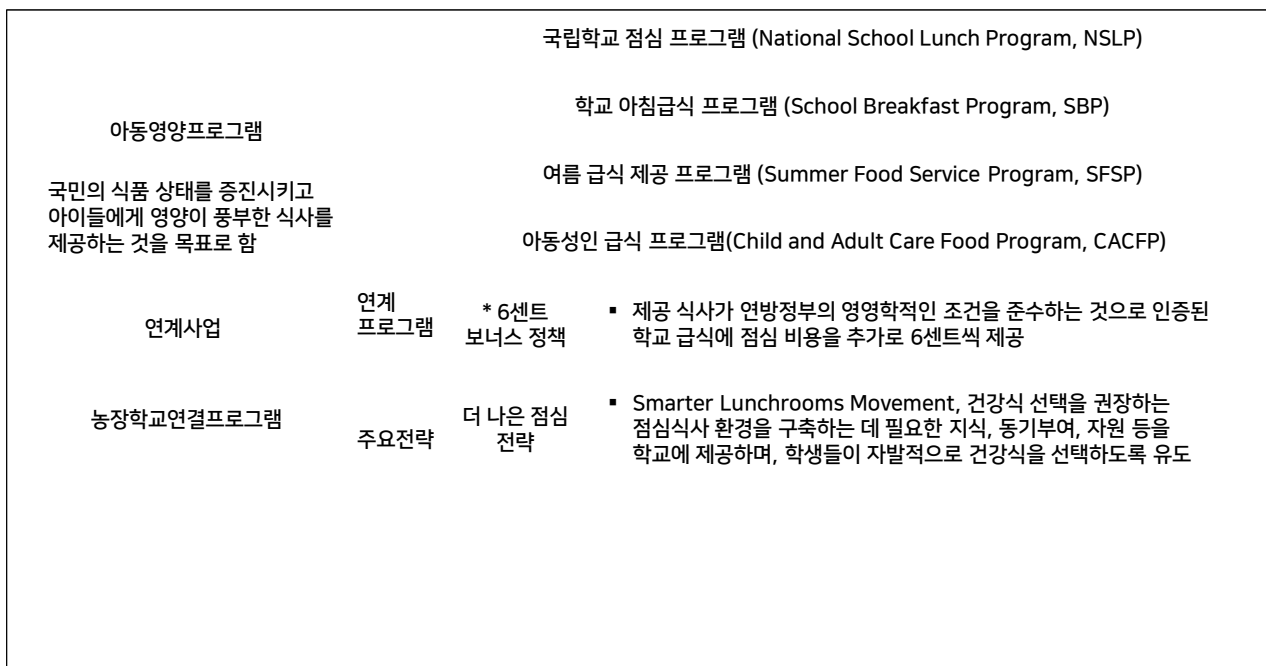 국립학교 점심 프로그램 (National School Lunch Program, NSLP)
학교 아침급식 프로그램 (School Breakfast Program, SBP)
아동영양프로그램
여름 급식 제공 프로그램 (Summer Food Service Program, SFSP)
국민의 식품 상태를 증진시키고
아이들에게 영양이 풍부한 식사를
제공하는 것을 목표로 함
아동성인 급식 프로그램(Child and Adult Care Food Program, CACFP)
연계사업
연계
프로그램
* 6센트
보너스 정책
▪ 제공 식사가 연방정부의 영영학적인 조건을 준수하는 것으로 인증된
학교 급식에 점심 비용을 추가로 6센트씩 제공
농장학교연결프로그램
주요전략
더 나은 점심
전략
▪ Smarter Lunchrooms Movement, 건강식 선택을 권장하는
점심식사 환경을 구축하는 데 필요한 지식, 동기부여, 자원 등을
학교에 제공하며, 학생들이 자발적으로 건강식을 선택하도록 유도